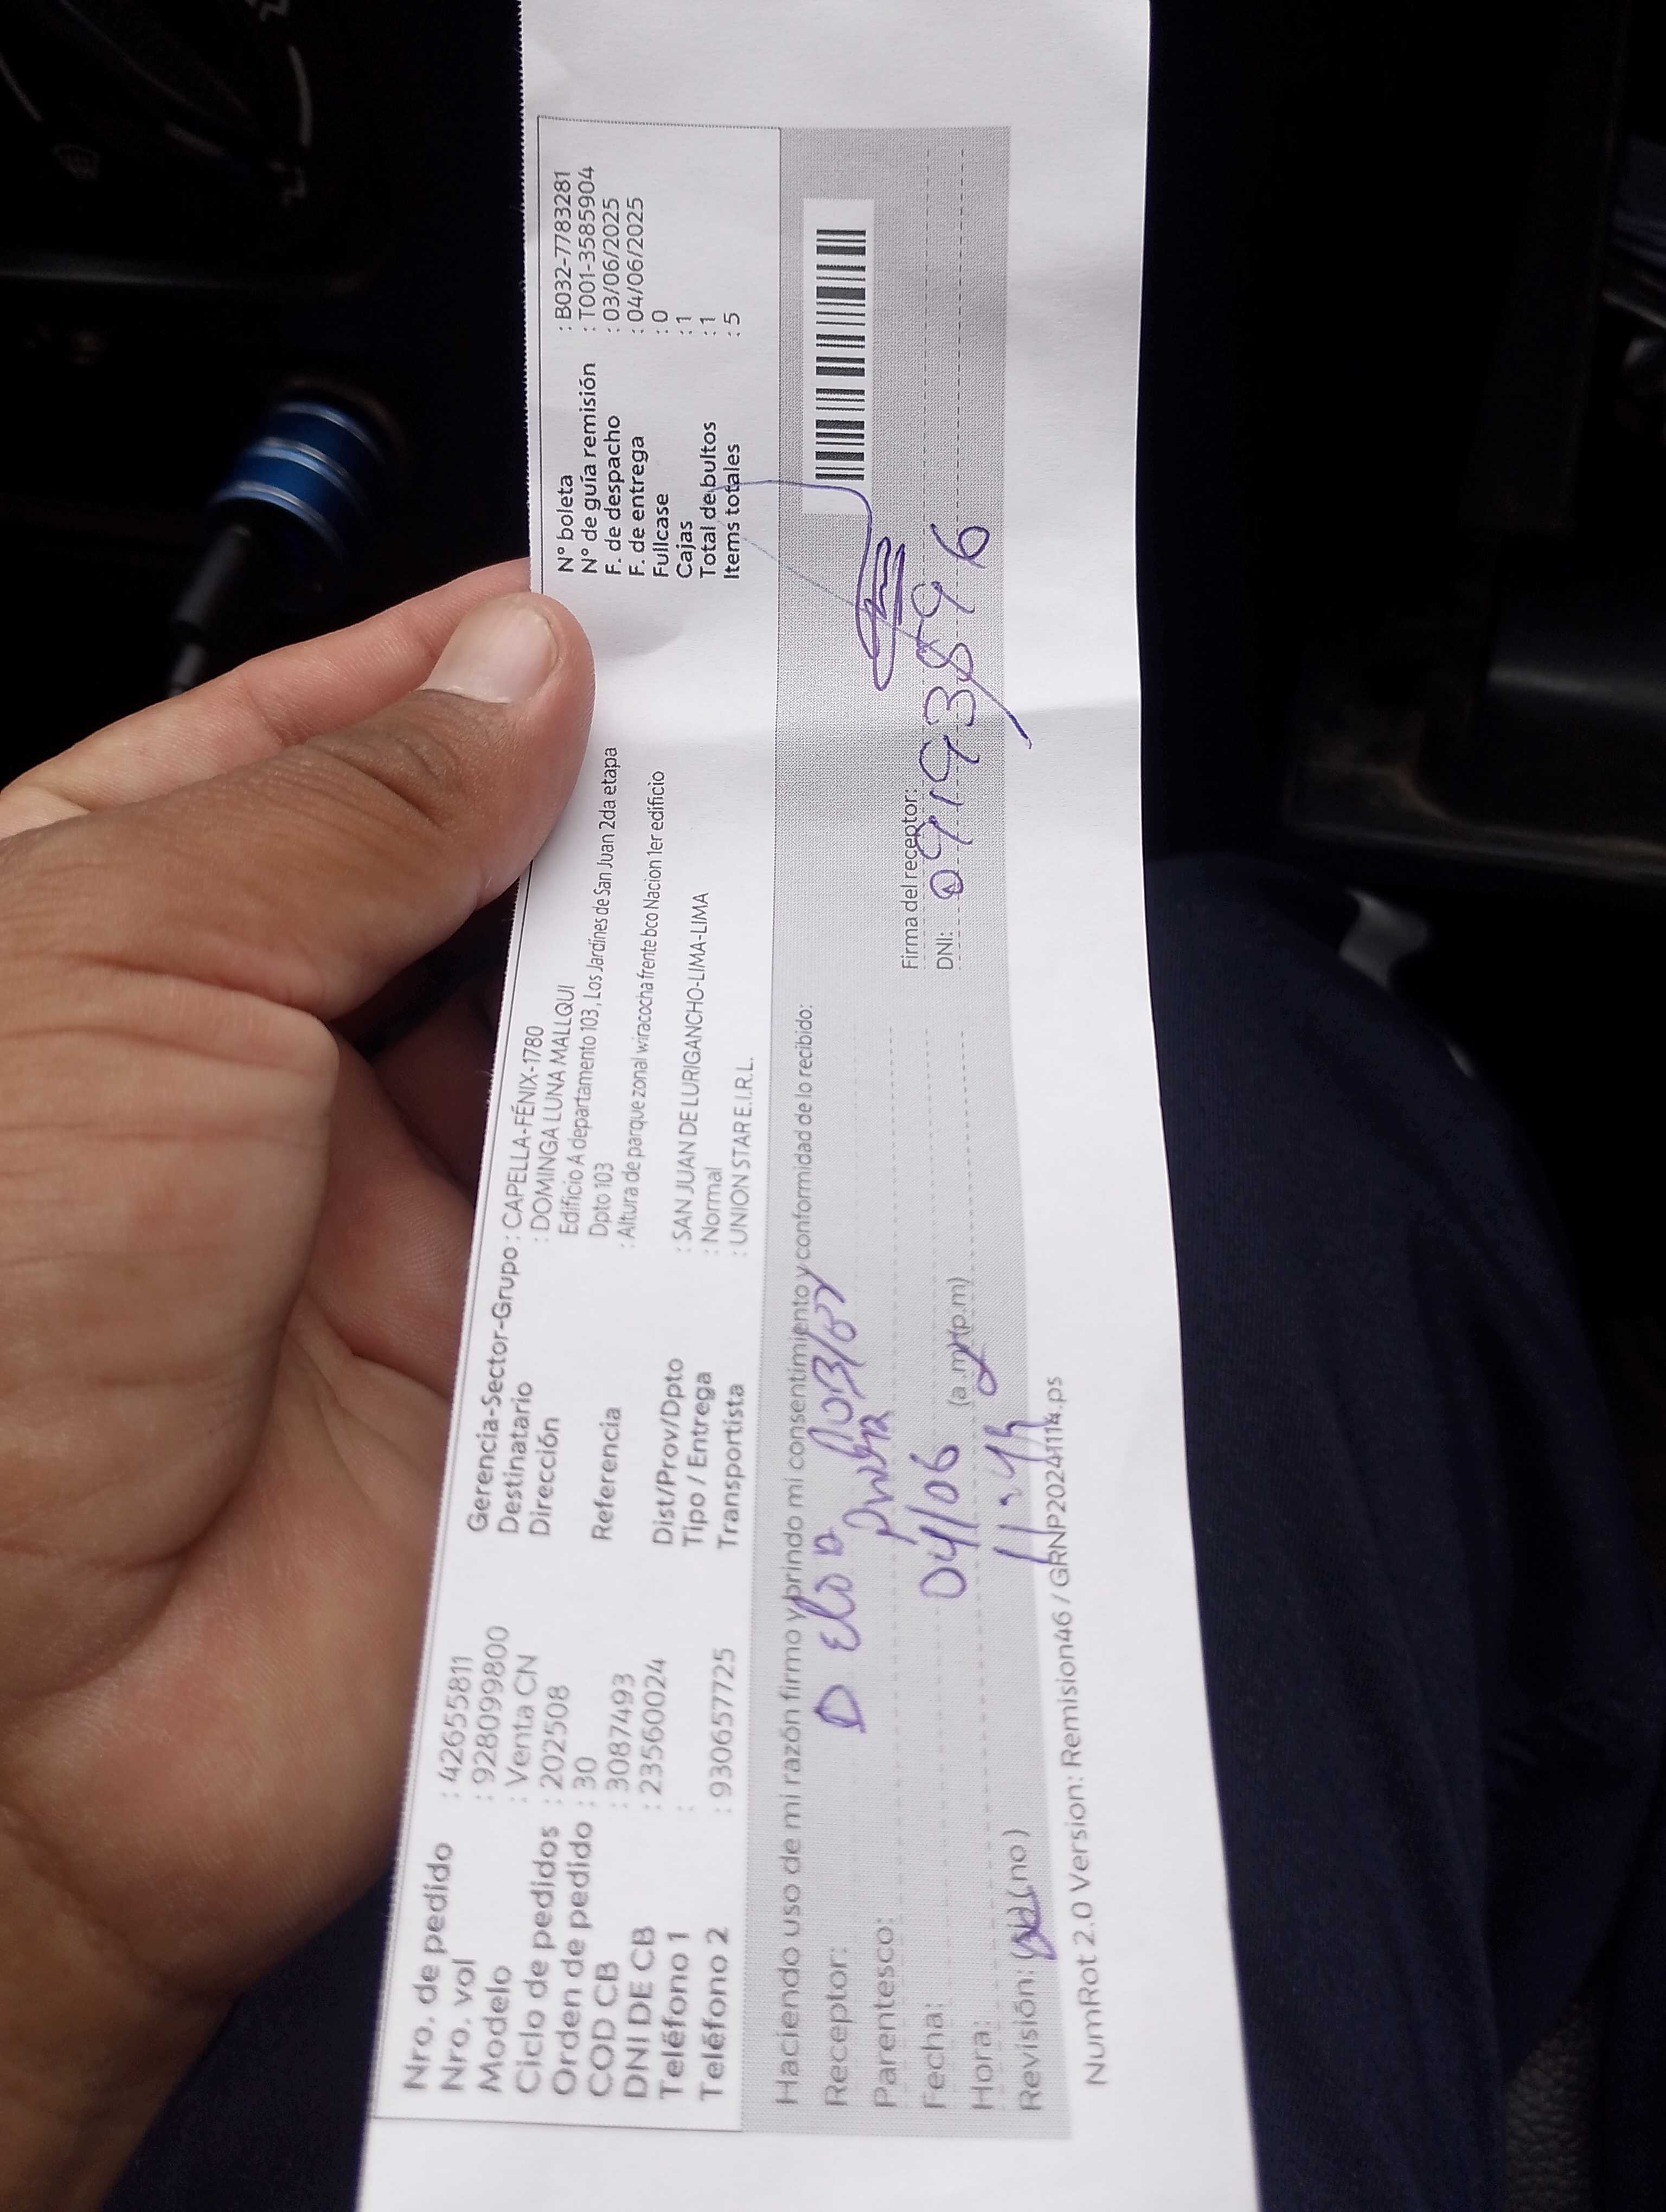 Nro. de pedido : 42655811
Nro. vol : 928099800
Modelo : Venta CN
Ciclo de pedidos : 202508
Orden de pedido : 30
COD CB : 3087493
DNI DE CB : 23560024
Teléfono 1 :
Teléfono 2 : 930657725
Gerencia-Sector-Grupo : CAPELLA-FÉNIX-1780
Destinatario : DOMINGA LUNA MALLQUI
Dirección Edificio A departamento 103, Los Jardines de San Juan 2da etapa
Dpto 103
Referencia : Altura de parque zonal wiracocha frente bco Nacion 1er edificio
Dist/Prov/Dpto : SAN JUAN DE LURIGANCHO-LIMA-LIMA
Tipo / Entrega : Normal
Transportista : UNION STAR E.I.R.L.
N° boleta : B032-7783281
N° de guía remisión : T001-3585904
F. de despacho : 03/06/2025
F. de entrega : 04/06/2025
Fullcase : 0
Cajas : 1
Total de bultos : 1
Items totales : 5
Haciendo uso de mi razón firmo y brindo mi consentimiento y conformidad de lo recibido:
Receptor:
Parentesco:
Fecha: 04/06
Hora: (a.m) (p.m)
Revisión: no)
Firma del receptor:
DNI: 09193896
NumRot 2.0 Version: Remision46 / GRNP20241114.ps